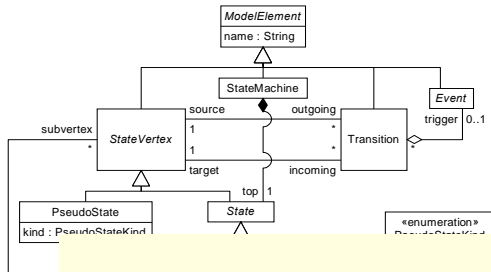 ModelElement
name : String
StateMachine
Event
source
outgoing
trigger
0..1
subvertex
1
*
*
StateVertex
Transition
*
1
*
target
incoming
top
1
PseudoState
State
«enumeration»
kind : PseudoStateKind
PseudoStateKind